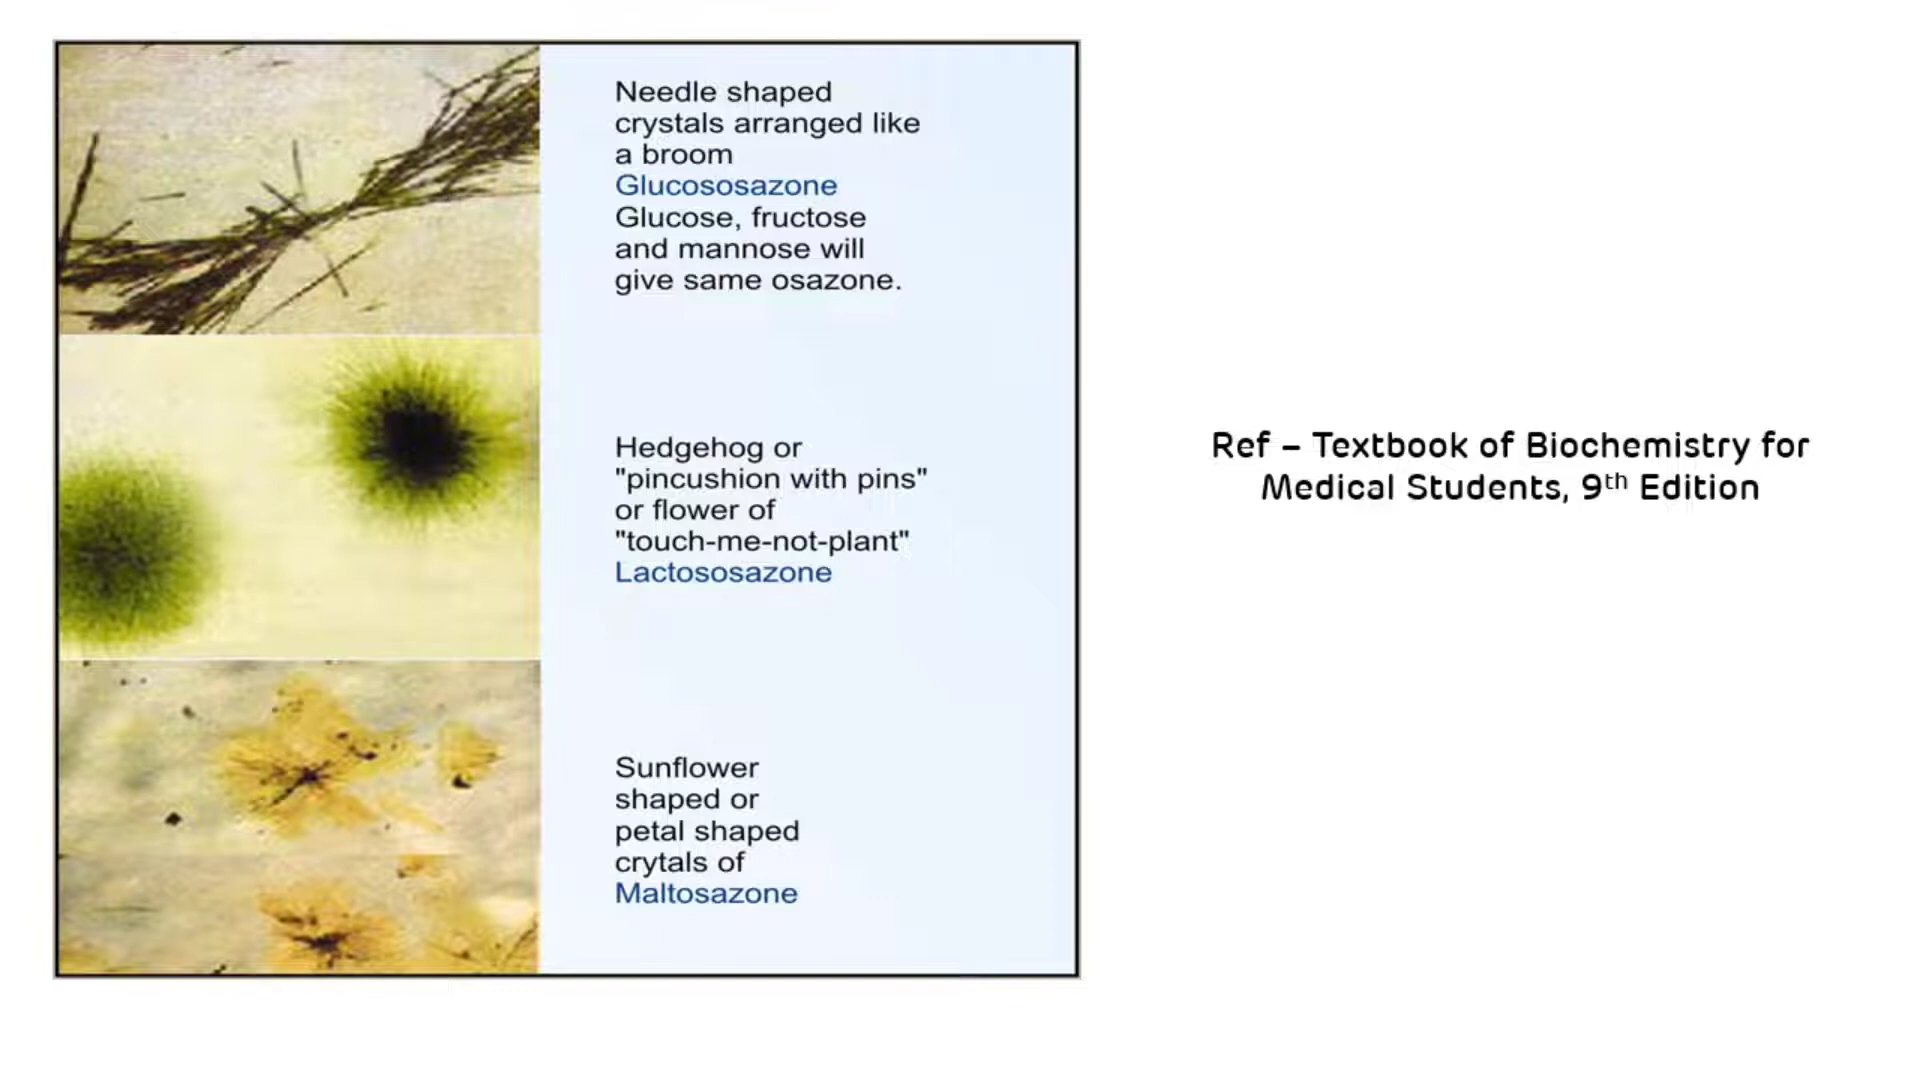 Needle shaped
crystals arranged like
a broom
Glucososazone
Glucose, fructose
and mannose will
give same osazone.
Hedgehog or
"pincushion with pins"
or flower of
"touch-me-not-plant"
Lactososazone
Sunflower
shaped or
petal shaped
crytals of
Maltosazone
Ref – Textbook of Biochemistry for
Medical Students, 9th Edition